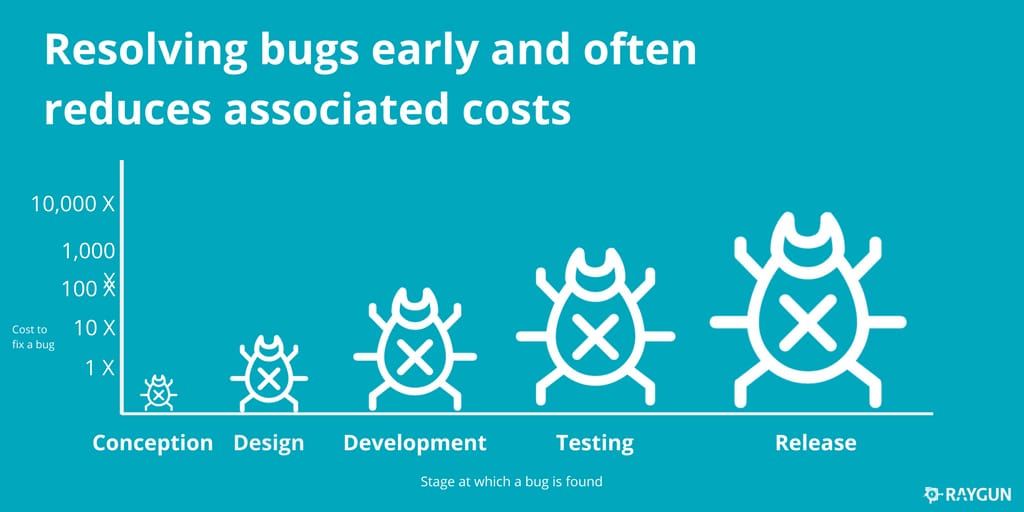 Resolving bugs early and often
reduces associated costs
10,000 X
1,000
X
100 X
10 X
Cost to
fix a bug
1 X
Conception
Design
Development
Testing
Release
Stage at which a bug is found
RAYGUN